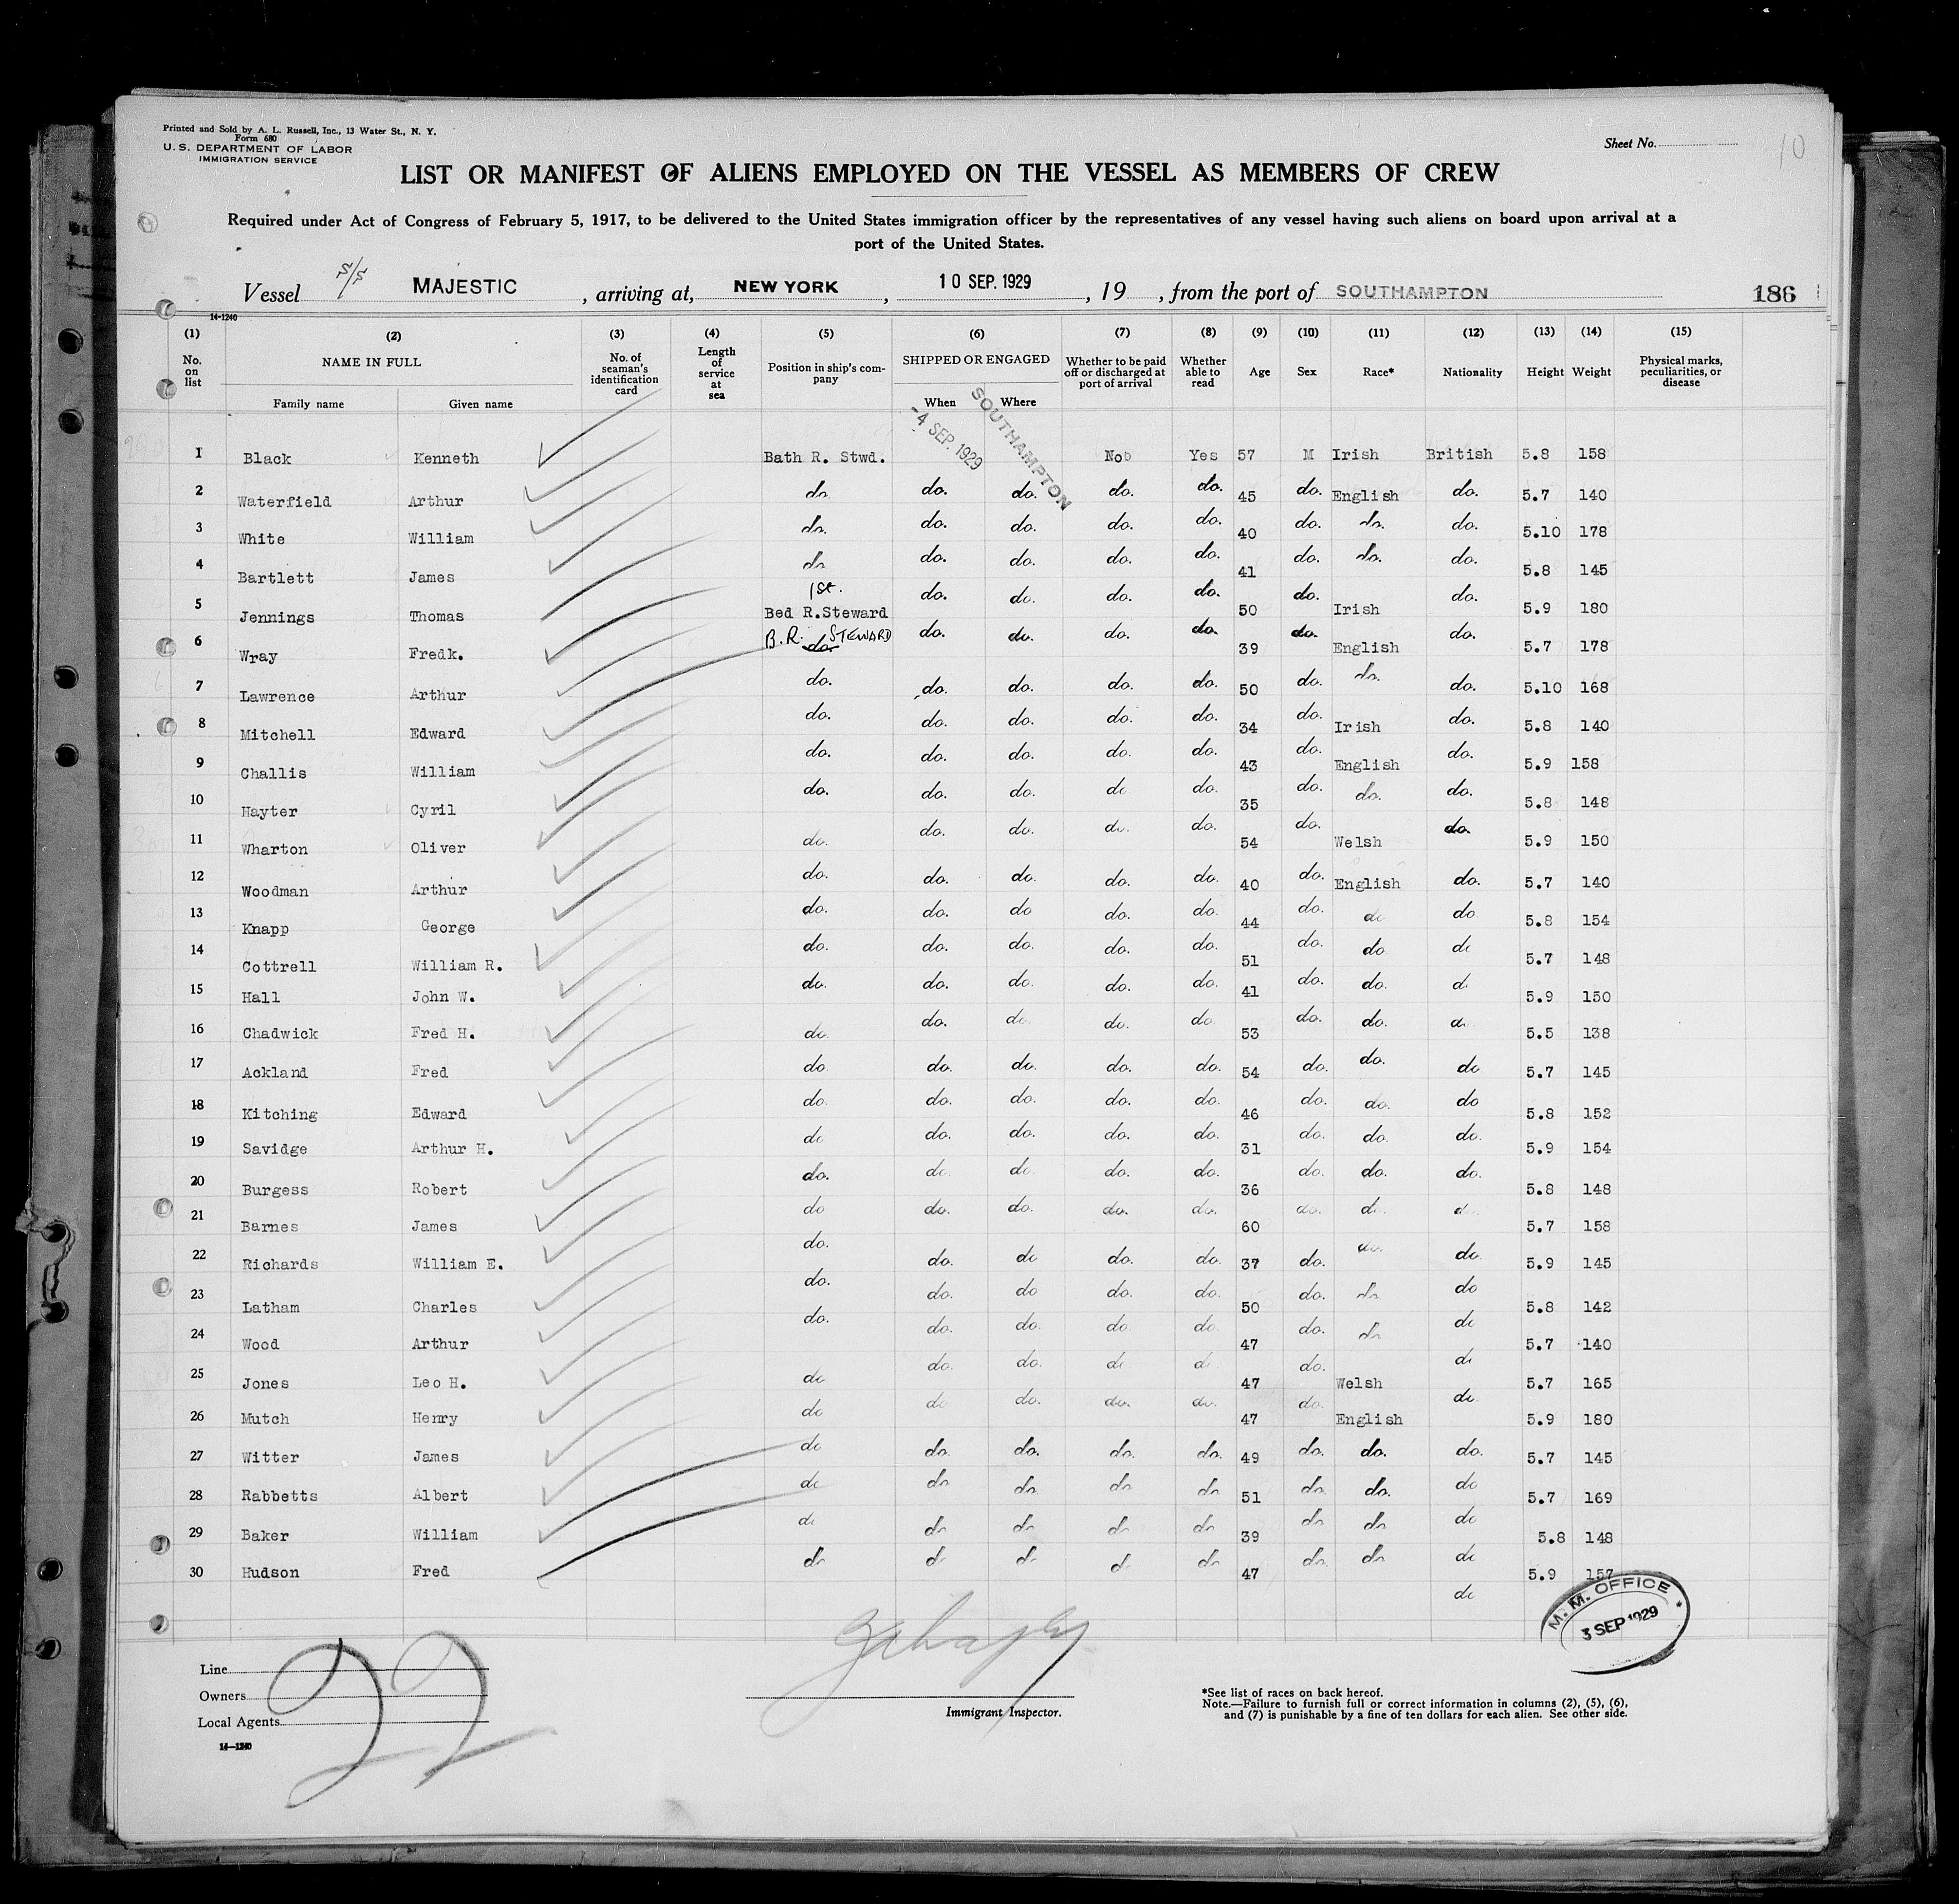 Printed and Sold by A. L. Russell, Inc., 13 Water St., N. Y.
Form 680
U. S. DEPARTMENT OF LABOR
IMMIGRATION SERVICE
Sheet No.
10
LIST OR MANIFEST OF ALIENS EMPLOYED ON THE VESSEL AS MEMBERS OF CREW
Required under Act of Congress of February 5, 1917, to be delivered to the United States immigration officer by the representatives of any vessel having such aliens on board upon arrival at a
port of the United States.
Vessel S/S MAJESTIC, arriving at, NEW YORK, 10 SEP. 1929, 19 , from the port of SOUTHAMPTON 186
14-1240
(1) (2) (3) (4) (5) (6) (7) (8) (9) (10) (11) (12) (13) (14) (15)
No. on list NAME IN FULL No. of seaman's identification card Length of service at sea Position in ship's company SHIPPED OR ENGAGED Whether to be paid off or discharged at port of arrival Whether able to read Age Sex Race* Nationality Height Weight Physical marks, peculiarities, or disease
Family name Given name When Where
-4 SEP. 1929 SOUTHAMPTON
1 Black Kenneth Bath R. Stwd. No Yes 57 M Irish British 5.8 158
2 Waterfield Arthur do. do. do. do. do. 45 do. English do. 5.7 140
3 White William do. do. do. do. do. 40 do. do. do. 5.10 178
4 Bartlett James do. do. do. do. do. 41 do. do. do. 5.8 145
1st.
5 Jennings Thomas Bed R.Steward do. do. do. do. 50 do. Irish do. 5.9 180
B.R. STEWARD
6 Wray Fredk. do. do. do. do. do. 39 do. English do. 5.7 178
7 Lawrence Arthur do. do. do. do. do. 50 do. do. do. 5.10 168
8 Mitchell Edward do. do. do. do. do. 34 do. Irish do. 5.8 140
9 Challis William do. do. do. do. do. 43 do. English do. 5.9 158
10 Hayter Cyril do. do. do. do do. 35 do. do. do. 5.8 148
11 Wharton Oliver do. do. do. do. do. 54 do. Welsh do. 5.9 150
12 Woodman Arthur do. do. do. do. do. 40 do. English do. 5.7 140
13 Knapp George do. do. do do. do. 44 do. do do 5.8 154
14 Cottrell William R. do. do. do. do. do. 51 do. do. do 5.7 148
15 Hall John W. do. do. do. do. do. 41 do. do. do 5.9 150
16 Chadwick Fred H. do. do. do. do. do 53 do. do. do 5.5 138
17 Ackland Fred do. do. do. do. do. 54 do. do. do 5.7 145
18 Kitching Edward do. do. do. do. do. 46 do. do. do 5.8 152
19 Savidge Arthur H. do do. do. do. do. 31 do. do. do. 5.9 154
20 Burgess Robert do. do. do. do. do. 36 do. do. do. 5.8 148
21 Barnes James do do. do. do. do. 60 do. do. do. 5.7 158
22 Richards William E. do. do. do do. do. 37 do. do. do. 5.9 145
23 Latham Charles do. do. do do. do. 50 do. do. do 5.8 142
24 Wood Arthur do. do. do. do. do. 47 do. do do 5.7 140
25 Jones Leo H. do do. do. do do. 47 do. Welsh do 5.7 165
26 Mutch Henry do do. do. do. do. 47 do. English do 5.9 180
27 Witter James do do. do. do. do. 49 do. do. do. 5.7 145
28 Rabbetts Albert do do do do do 51 do do. do 5.7 169
29 Baker William do do do do do 39 do do do 5.8 148
30 Hudson Fred do do do do do 47 do. do do 5.9 157
do
M. M. OFFICE
3 SEP 1929
22
Line
Owners
Local Agents
14-1240
Immigrant Inspector.
*See list of races on back hereof.
Note.—Failure to furnish full or correct information in columns (2), (5), (6),
and (7) is punishable by a fine of ten dollars for each alien. See other side.